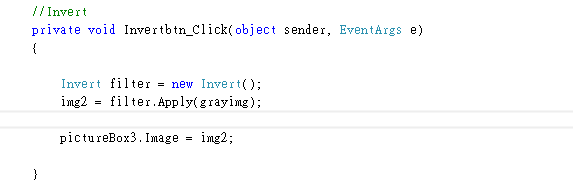 //Invert
private void Invertbtn_Click(object sender, EventArgs e)
{
Invert filter = new Invert();
img2 = filter.Apply(grayimg);
pictureBox3.Image = img2;
}